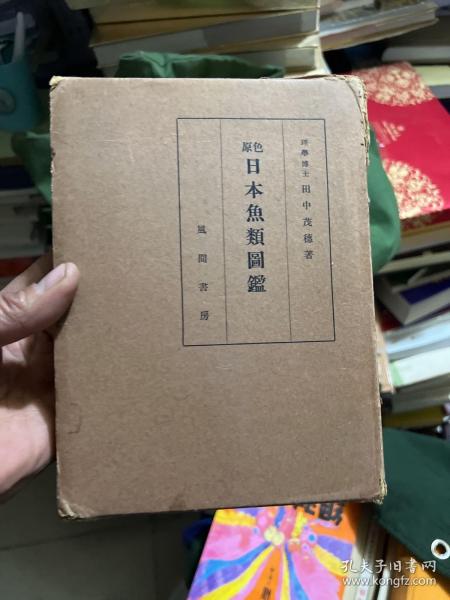 理學博士 田中茂穗著
原色
日本魚類圖鑑
風間書房
孔夫子旧书网
www.kongfz.com